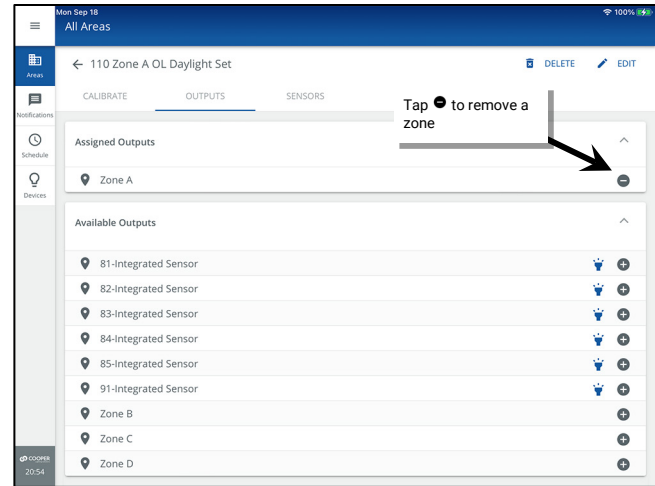 Mon Sep 18
100%
All Areas
Areas
Notifications
Schedule
Devices
COOPER
20:54
110 Zone A OL Daylight Set
DELETE
EDIT
CALIBRATE
OUTPUTS
SENSORS
Tap to remove a
zone
Assigned Outputs
Zone A
Available Outputs
81-Integrated Sensor
82-Integrated Sensor
83-Integrated Sensor
84-Integrated Sensor
85-Integrated Sensor
91-Integrated Sensor
Zone B
Zone C
Zone D